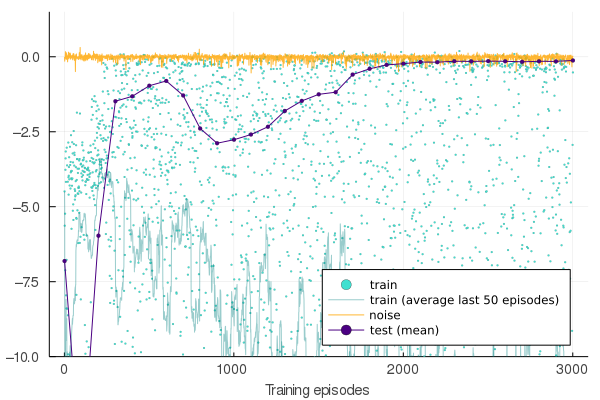 0.0
−2.5
−5.0
−7.5
−10.0
train
train (average last 50 episodes)
noise
test (mean)
0
1000
2000
3000
Training episodes